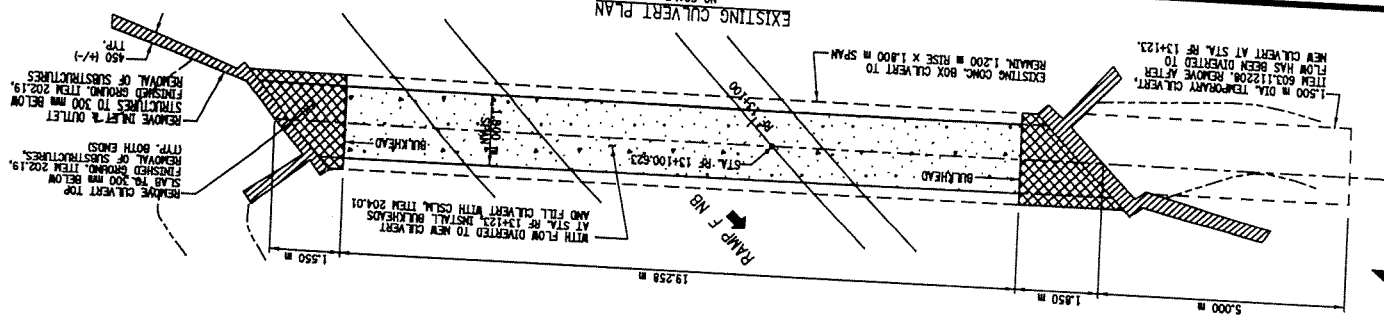 5.000 m
1.850 m
19.258 m
1.550 m
1.500 m DIA. TEMPORARY CULVERT,
ITEM 603.112208. REMOVE AFTER
FLOW HAS BEEN DIVERTED TO
NEW CULVERT AT STA. RF 13+123.
RAMP F NB
WITH FLOW DIVERTED TO NEW CULVERT
AT STA. RF 13+123. INSTALL BULKHEADS
AND FILL CULVERT WITH CSLM, ITEM 204.01
BULKHEAD
STA. RF 13+100.623
RF 13+100
SPAN
BULKHEAD
EXISTING CONC. BOX CULVERT TO
REMAIN. 1.200 m RISE x 1.800 m SPAN
REMOVE CULVERT TOP
SLAB TO 300 mm BELOW
FINISHED GROUND. ITEM 202.19,
REMOVAL OF SUBSTRUCTURES,
(TYP. BOTH ENDS)
REMOVE INLET & OUTLET
STRUCTURES TO 300 mm BELOW
FINISHED GROUND. ITEM 202.19,
REMOVAL OF SUBSTRUCTURES
450 (+/-)
TYP.
EXISTING CULVERT PLAN